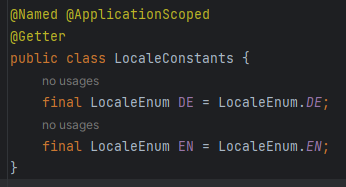 @Named @ApplicationScoped
@Getter
public class LocaleConstants {
no usages
final LocaleEnum DE = LocaleEnum.DE;
no usages
final LocaleEnum EN = LocaleEnum.EN;
}